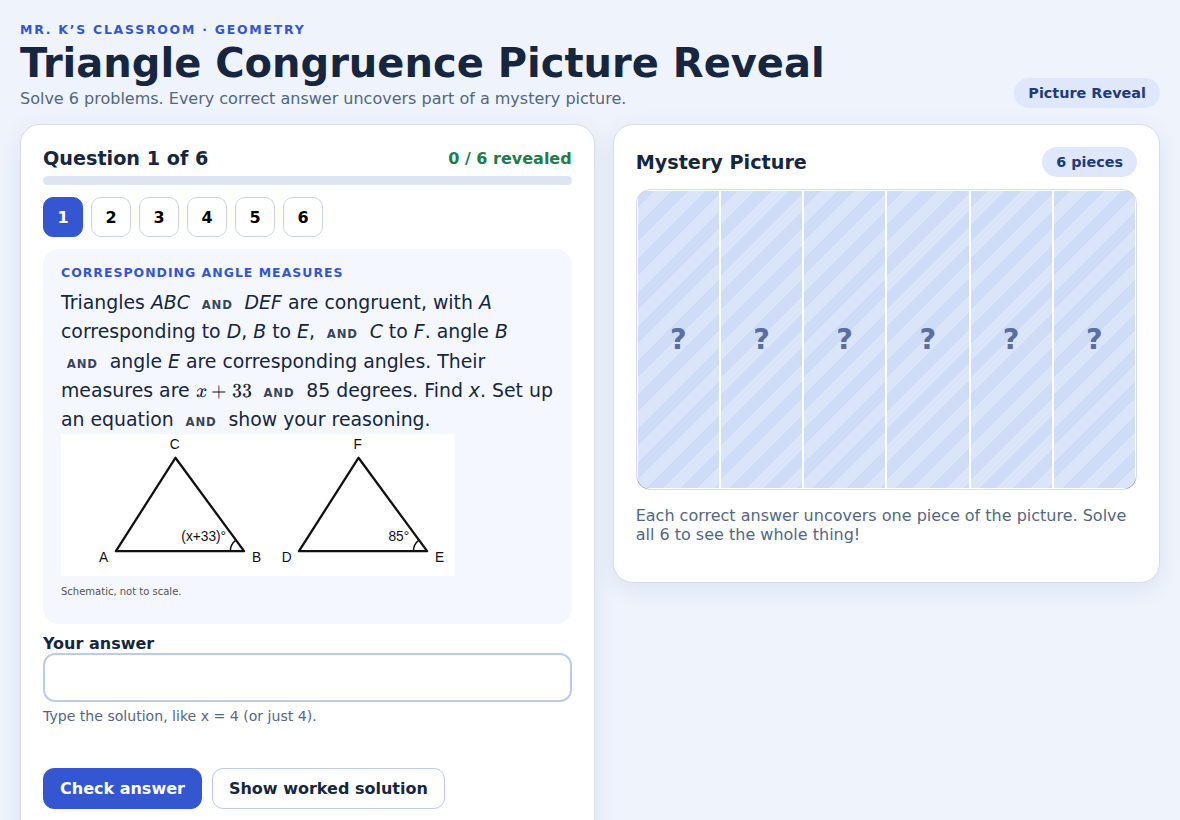 MR. K’S CLASSROOM · GEOMETRY
Triangle Congruence Picture Reveal
Solve 6 problems. Every correct answer uncovers part of a mystery picture.
Picture Reveal
Question 1 of 6
0 / 6 revealed
1 2 3 4 5 6
CORRESPONDING ANGLE MEASURES
Triangles ABC AND DEF are congruent, with A
corresponding to D, B to E, AND C to F. angle B
AND angle E are corresponding angles. Their
measures are x + 33 AND 85 degrees. Find x. Set up
an equation AND show your reasoning.
C F
(x+33)° 85°
A B D E
Schematic, not to scale.
Your answer
Type the solution, like x = 4 (or just 4).
Check answer
Show worked solution
Mystery Picture
6 pieces
? ? ? ? ? ?
Each correct answer uncovers one piece of the picture. Solve
all 6 to see the whole thing!